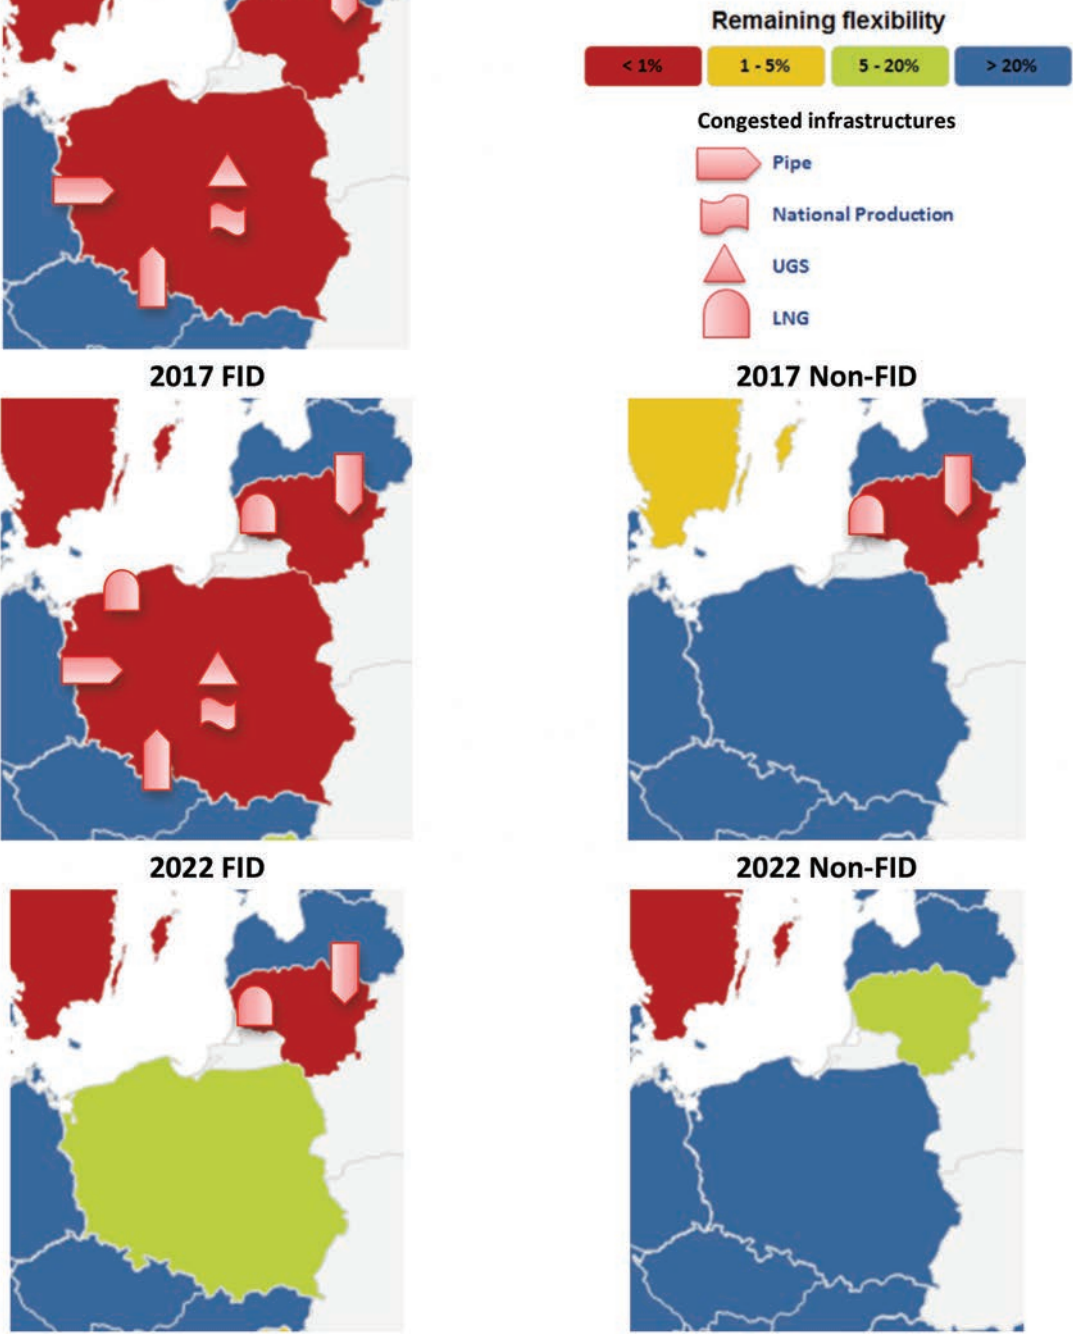 Remaining flexibility
< 1%
1 - 5%
5 - 20%
> 20%
Congested infrastructures
Pipe
National Production
UGS
LNG
2017 FID
2017 Non-FID
2022 FID
2022 Non-FID